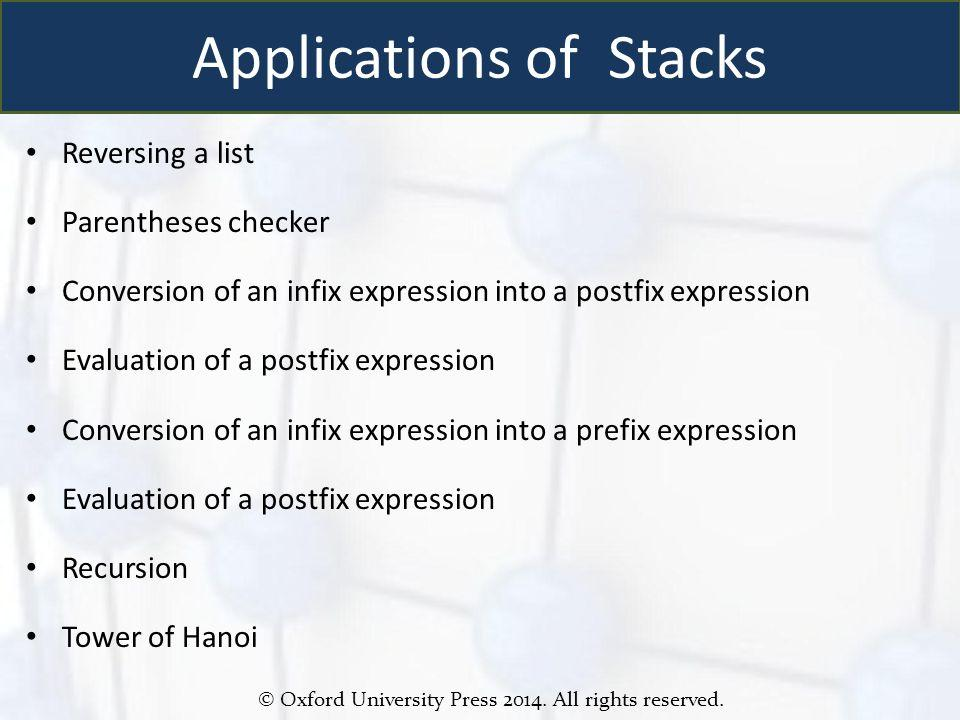 Applications of Stacks
• Reversing a list
• Parentheses checker
• Conversion of an infix expression into a postfix expression
• Evaluation of a postfix expression
• Conversion of an infix expression into a prefix expression
• Evaluation of a postfix expression
• Recursion
• Tower of Hanoi
© Oxford University Press 2014. All rights reserved.